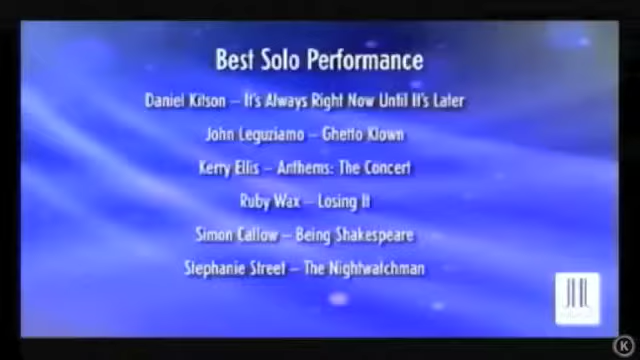 Best Solo Performance
Daniel Kitson – It's Always Right Now Until It's Later
John Leguziamo – Ghetto Klown
Kerry Ellis – Anthems: The Concert
Ruby Wax – Losing It
Simon Callow – Being Shakespeare
Stephanie Street – The Nightwatchman
K